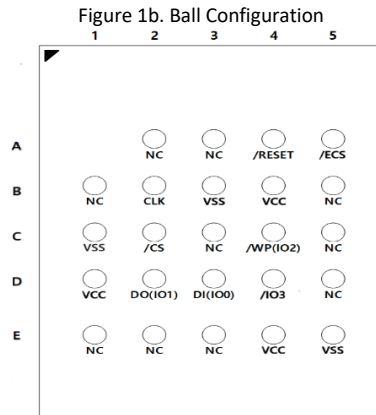 Figure 1b. Ball Configuration
1 2 3 4 5
A
NC NC /RESET /ECS
B
NC CLK VSS VCC NC
C
VSS /CS NC /WP(IO2) NC
D
VCC DO(IO1) DI(IO0) /IO3 NC
E
NC NC NC VCC VSS